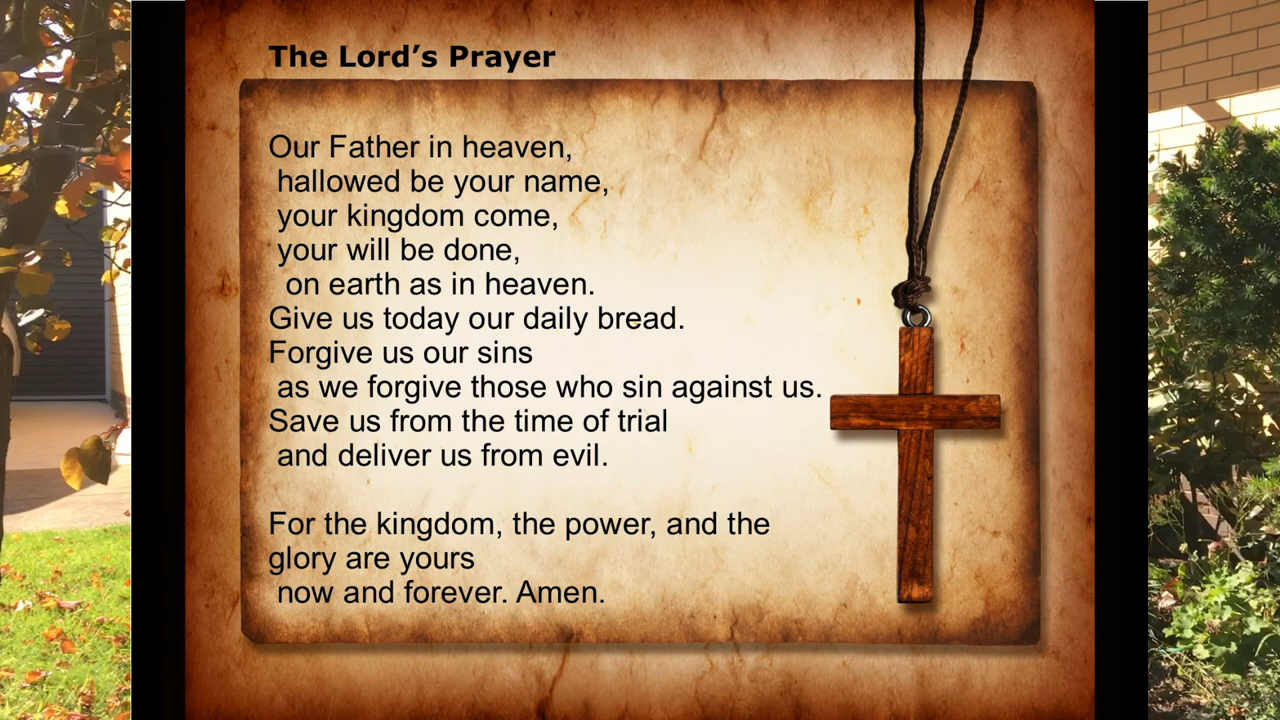 The Lord’s Prayer
Our Father in heaven,
hallowed be your name,
your kingdom come,
your will be done,
on earth as in heaven.
Give us today our daily bread.
Forgive us our sins
as we forgive those who sin against us.
Save us from the time of trial
and deliver us from evil.
For the kingdom, the power, and the
glory are yours
now and forever. Amen.